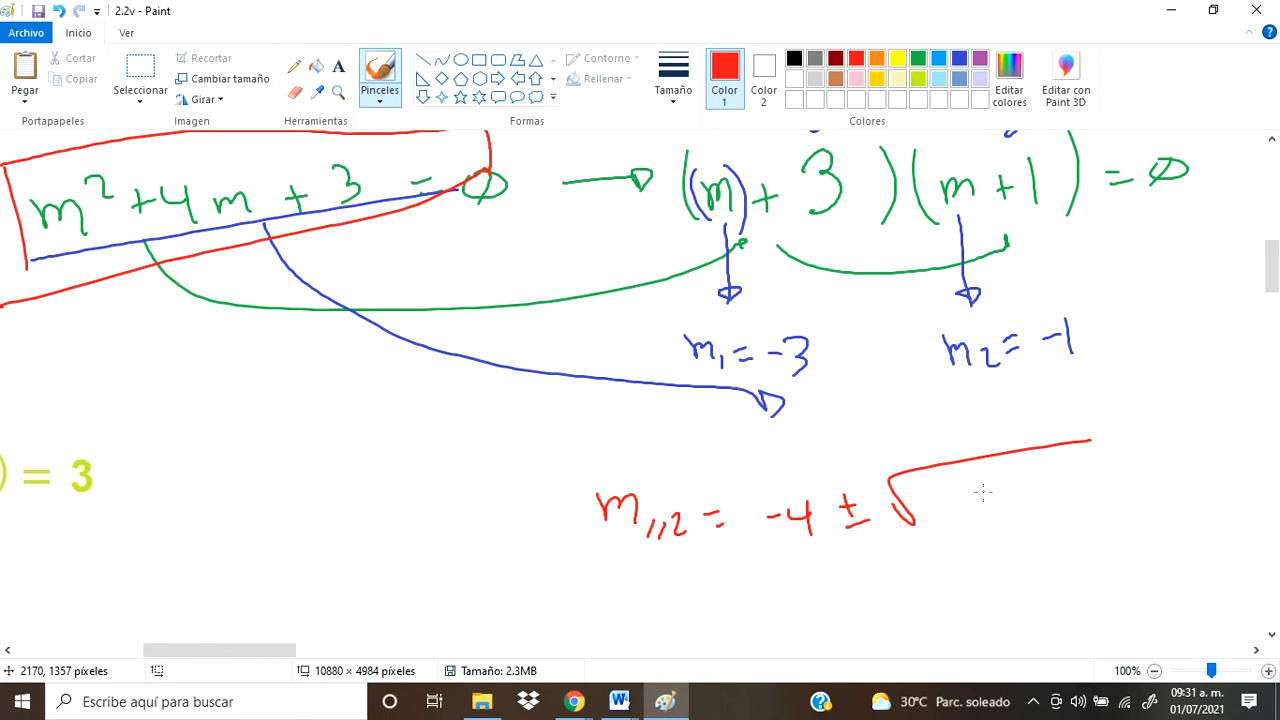 2.2v - Paint
Archivo Inicio Ver
Pegar
Cortar
Copiar
Portapapeles
Seleccionar
Recortar
Cambiar tamaño
Girar
Imagen
A
Herramientas
Pinceles
Contorno
Rellenar
Formas
Tamaño
Color 1
Color 2
Editar colores
Editar con Paint 3D
Colores
m² + 4m + 3 = 0 → (m + 3)(m + 1) = 0
m₁ = -3 m₂ = -1
) = 3
m₁,₂ = -4 ± √
2170, 1357 píxeles 10880 × 4984 píxeles Tamaño: 2.3MB 100%
Escribe aquí para buscar 30°C Parc. soleado 09:31 a. m.
01/07/2021